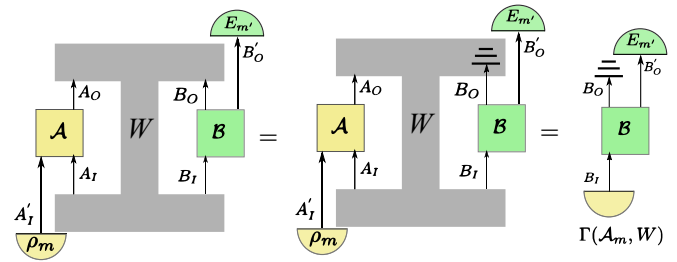 E_{m'}
B'_O
A_O
B_O
𝒜
W
ℬ
=
A_I
B_I
A'_I
ρ_m
E_{m'}
B'_O
A_O
B_O
𝒜
W
ℬ
=
A_I
B_I
A'_I
ρ_m
E_{m'}
B'_O
B_O
ℬ
B_I
Γ(𝒜_m, W)